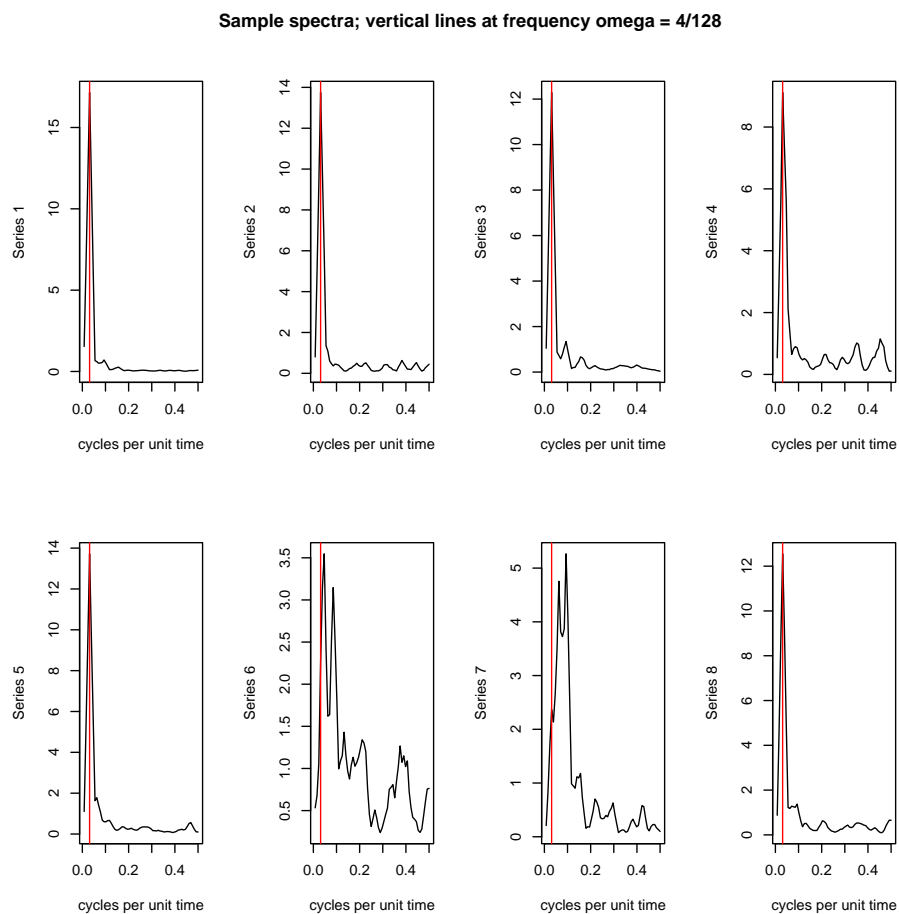 Sample spectra; vertical lines at frequency omega = 4/128
Series 1
0 5 10 15
0.0 0.2 0.4
cycles per unit time
Series 2
0 2 4 6 8 10 12 14
0.0 0.2 0.4
cycles per unit time
Series 3
0 2 4 6 8 10 12
0.0 0.2 0.4
cycles per unit time
Series 4
0 2 4 6 8
0.0 0.2 0.4
cycles per unit time
Series 5
0 2 4 6 8 10 12 14
0.0 0.2 0.4
cycles per unit time
Series 6
0.5 1.0 1.5 2.0 2.5 3.0 3.5
0.0 0.2 0.4
cycles per unit time
Series 7
0 1 2 3 4 5
0.0 0.2 0.4
cycles per unit time
Series 8
0 2 4 6 8 10 12
0.0 0.2 0.4
cycles per unit time